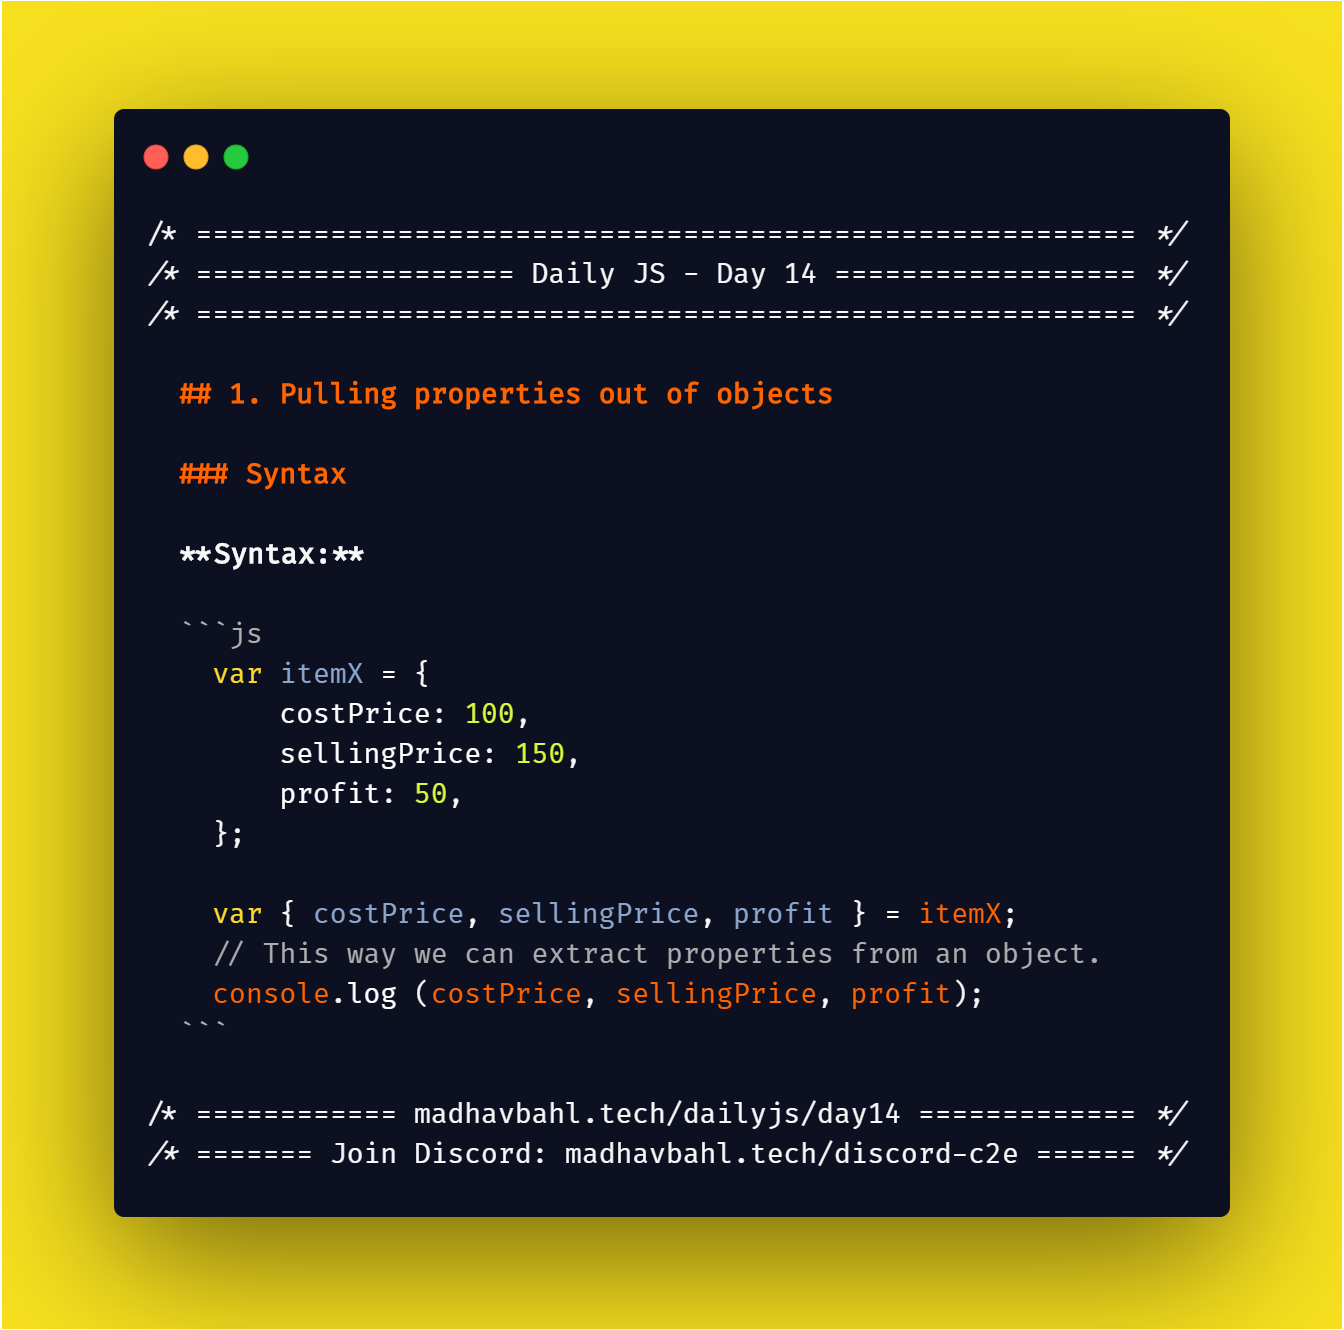 /* ======================================================== */
/* =================== Daily JS - Day 14 ================== */
/* ======================================================== */
## 1. Pulling properties out of objects
### Syntax
**Syntax:**
```js
var itemX = {
costPrice: 100,
sellingPrice: 150,
profit: 50,
};
var { costPrice, sellingPrice, profit } = itemX;
// This way we can extract properties from an object.
console.log (costPrice, sellingPrice, profit);
```
/* ============ madhavbahl.tech/dailyjs/day14 ============= */
/* ======= Join Discord: madhavbahl.tech/discord-c2e ====== */